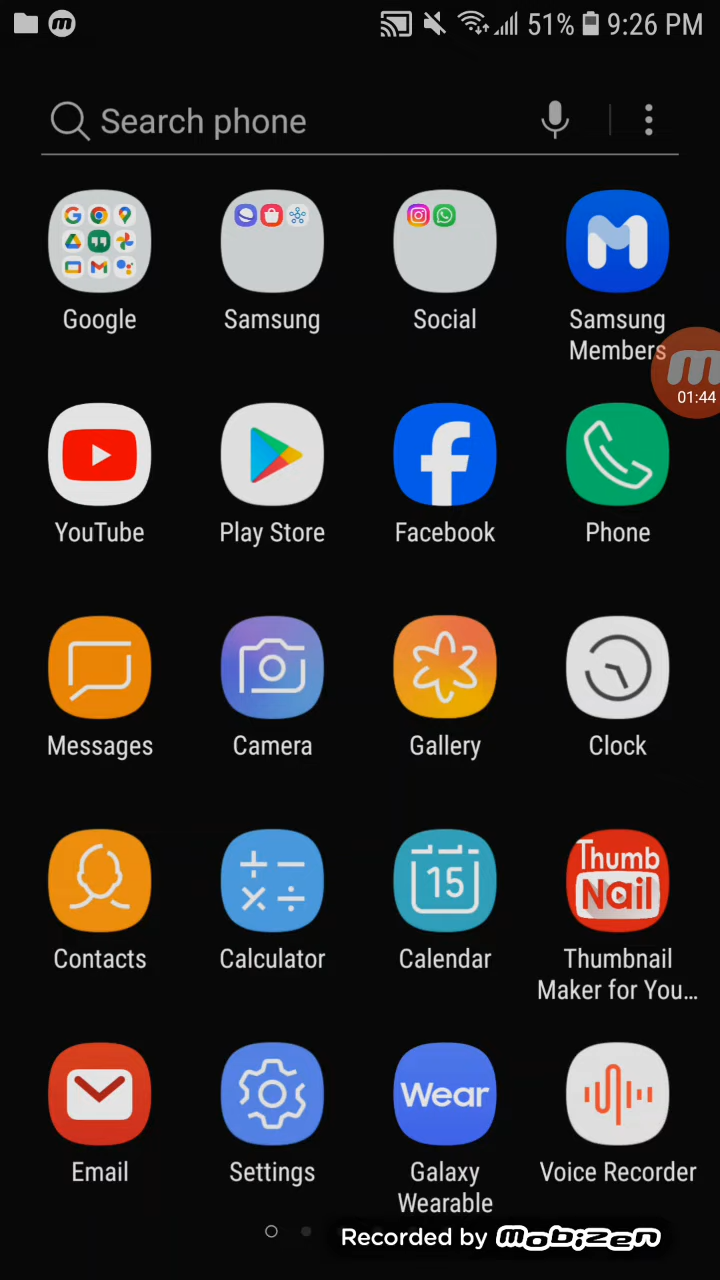 51% 9:26 PM
Search phone
Google
Samsung
Social
Samsung
Members
01:44
YouTube
Play Store
Facebook
Phone
Messages
Camera
Gallery
Clock
15
Thumb
Nail
Contacts
Calculator
Calendar
Thumbnail
Maker for You...
Wear
Email
Settings
Galaxy
Wearable
Voice Recorder
Recorded by Mobizen